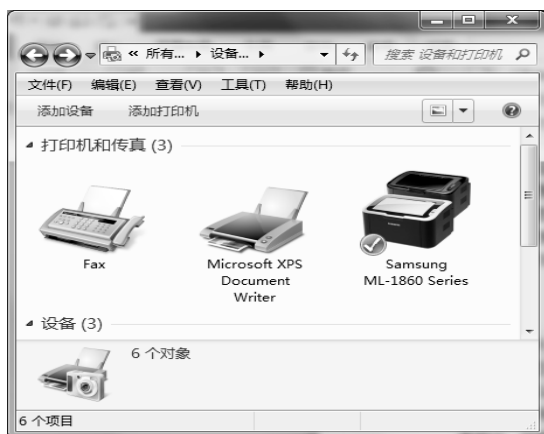 « 所有... ▸ 设备... ▸ 搜索 设备和打印机
文件(F) 编辑(E) 查看(V) 工具(T) 帮助(H)
添加设备 添加打印机
打印机和传真 (3)
Fax
Microsoft XPS
Document
Writer
Samsung
ML-1860 Series
设备 (3)
6 个对象
6 个项目